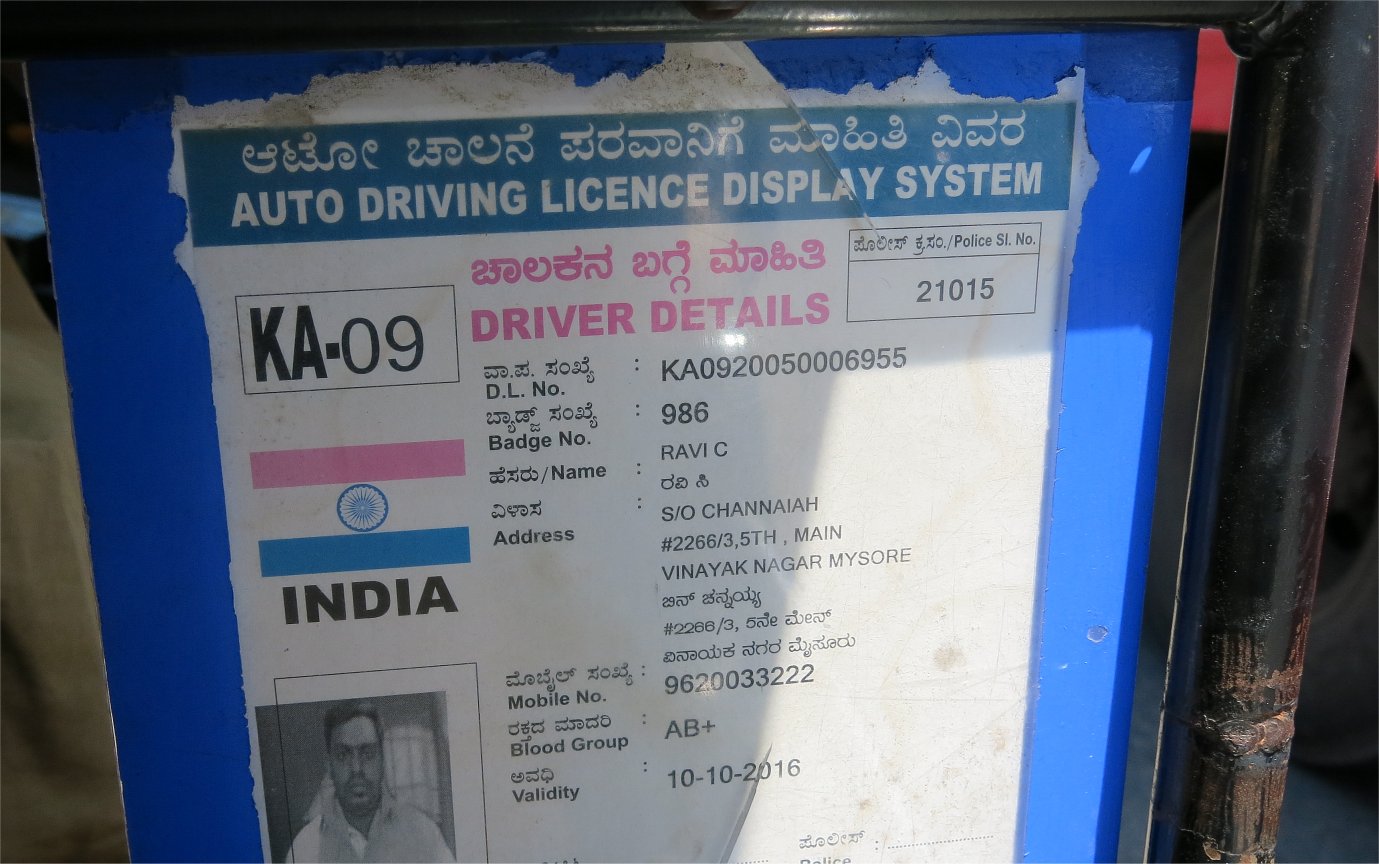 ಆಟೋ ಚಾಲನೆ ಪರವಾನಿಗೆ ಮಾಹಿತಿ ವಿವರ
AUTO DRIVING LICENCE DISPLAY SYSTEM
ಪೊಲೀಸ್ ಕ್ರ.ಸಂ./Police Sl. No.
21015
ಚಾಲಕನ ಬಗ್ಗೆ ಮಾಹಿತಿ
DRIVER DETAILS
KA-09
INDIA
ವಾ.ಪ. ಸಂಖ್ಯೆ : KA0920050006955
D.L. No.
ಬ್ಯಾಡ್ಜ್ ಸಂಖ್ಯೆ : 986
Badge No.
ಹೆಸರು/Name : RAVI C
ರವಿ ಸಿ
ವಿಳಾಸ : S/O CHANNAIAH
Address #2266/3,5TH , MAIN
VINAYAK NAGAR MYSORE
ಬಿನ್ ಚನ್ನಯ್ಯ
#2266/3, 5ನೇ ಮೇನ್
ವಿನಾಯಕ ನಗರ ಮೈಸೂರು
ಮೊಬೈಲ್ ಸಂಖ್ಯೆ : 9620033222
Mobile No.
ರಕ್ತದ ಮಾದರಿ : AB+
Blood Group
ಅವಧಿ : 10-10-2016
Validity
ಪೊಲೀಸ್ :
Police